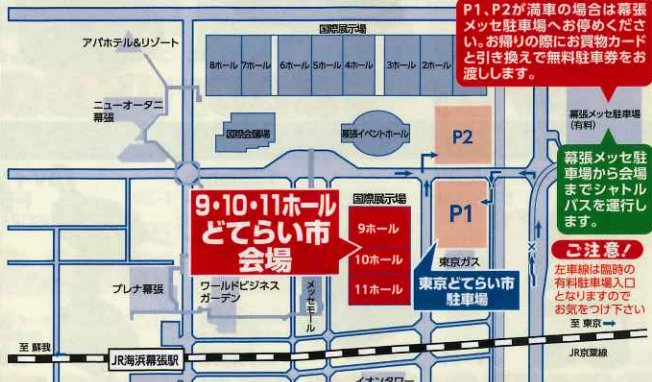 国際展示場
P1、P2が満車の場合は幕張
メッセ駐車場へお停めくださ
い。お帰りの際にお買物カード
と引き換えで無料駐車券をお
渡しします。
アパホテル&リゾート
8ホール
7ホール
6ホール
5ホール
4ホール
3ホール
2ホール
ニューオータニ
幕張
国際会議場
幕張イベントホール
P2
幕張メッセ駐車場
(有料)
幕張メッセ駐
車場から会場
までシャトル
バスを運行し
ます。
9・10・11ホール
どてらい市
会場
国際展示場
9ホール
10ホール
11ホール
P1
東京ガス
東京どてらい市
駐車場
ご注意!
左車線は臨時の
有料駐車場入口
となりますので
お気をつけ下さい
プレナ幕張
ワールドビジネス
ガーデン
メッセモール
至 蘇我
JR海浜幕張駅
至 東京
JR京葉線
イオンタワー